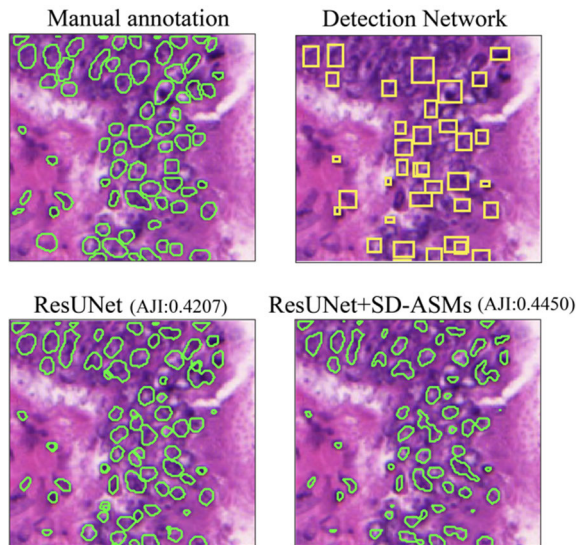 Manual annotation
Detection Network
ResUNet (AJI:0.4207)
ResUNet+SD-ASMs (AJI:0.4450)